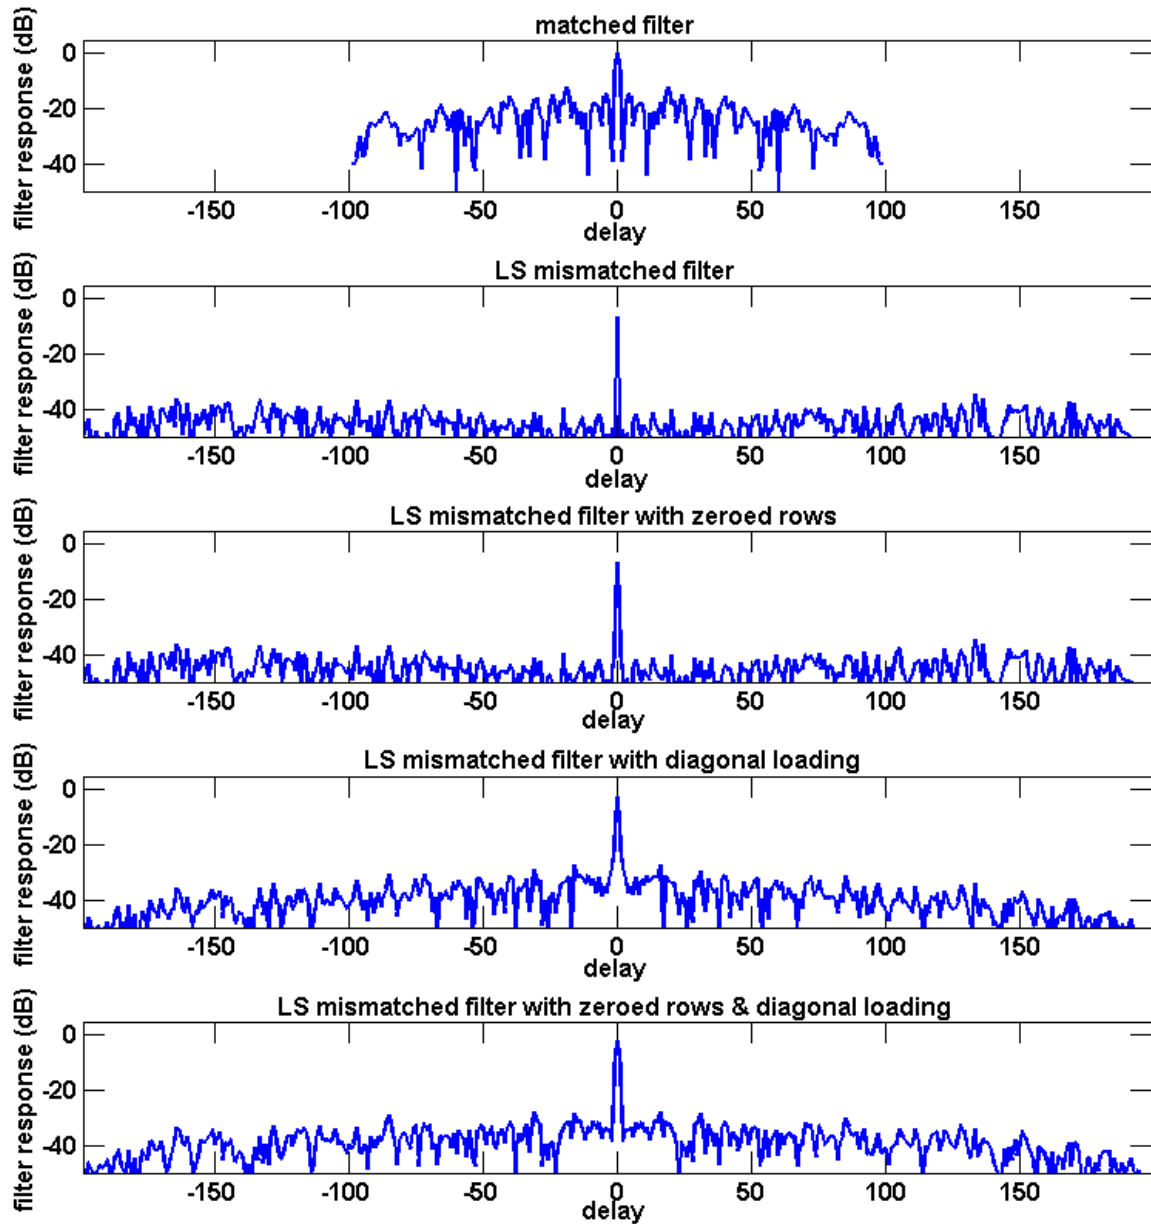 matched filter
filter response (dB)
0
-20
-40
-150 -100 -50 0 50 100 150
delay
LS mismatched filter
filter response (dB)
0
-20
-40
-150 -100 -50 0 50 100 150
delay
LS mismatched filter with zeroed rows
filter response (dB)
0
-20
-40
-150 -100 -50 0 50 100 150
delay
LS mismatched filter with diagonal loading
filter response (dB)
0
-20
-40
-150 -100 -50 0 50 100 150
delay
LS mismatched filter with zeroed rows & diagonal loading
filter response (dB)
0
-20
-40
-150 -100 -50 0 50 100 150
delay